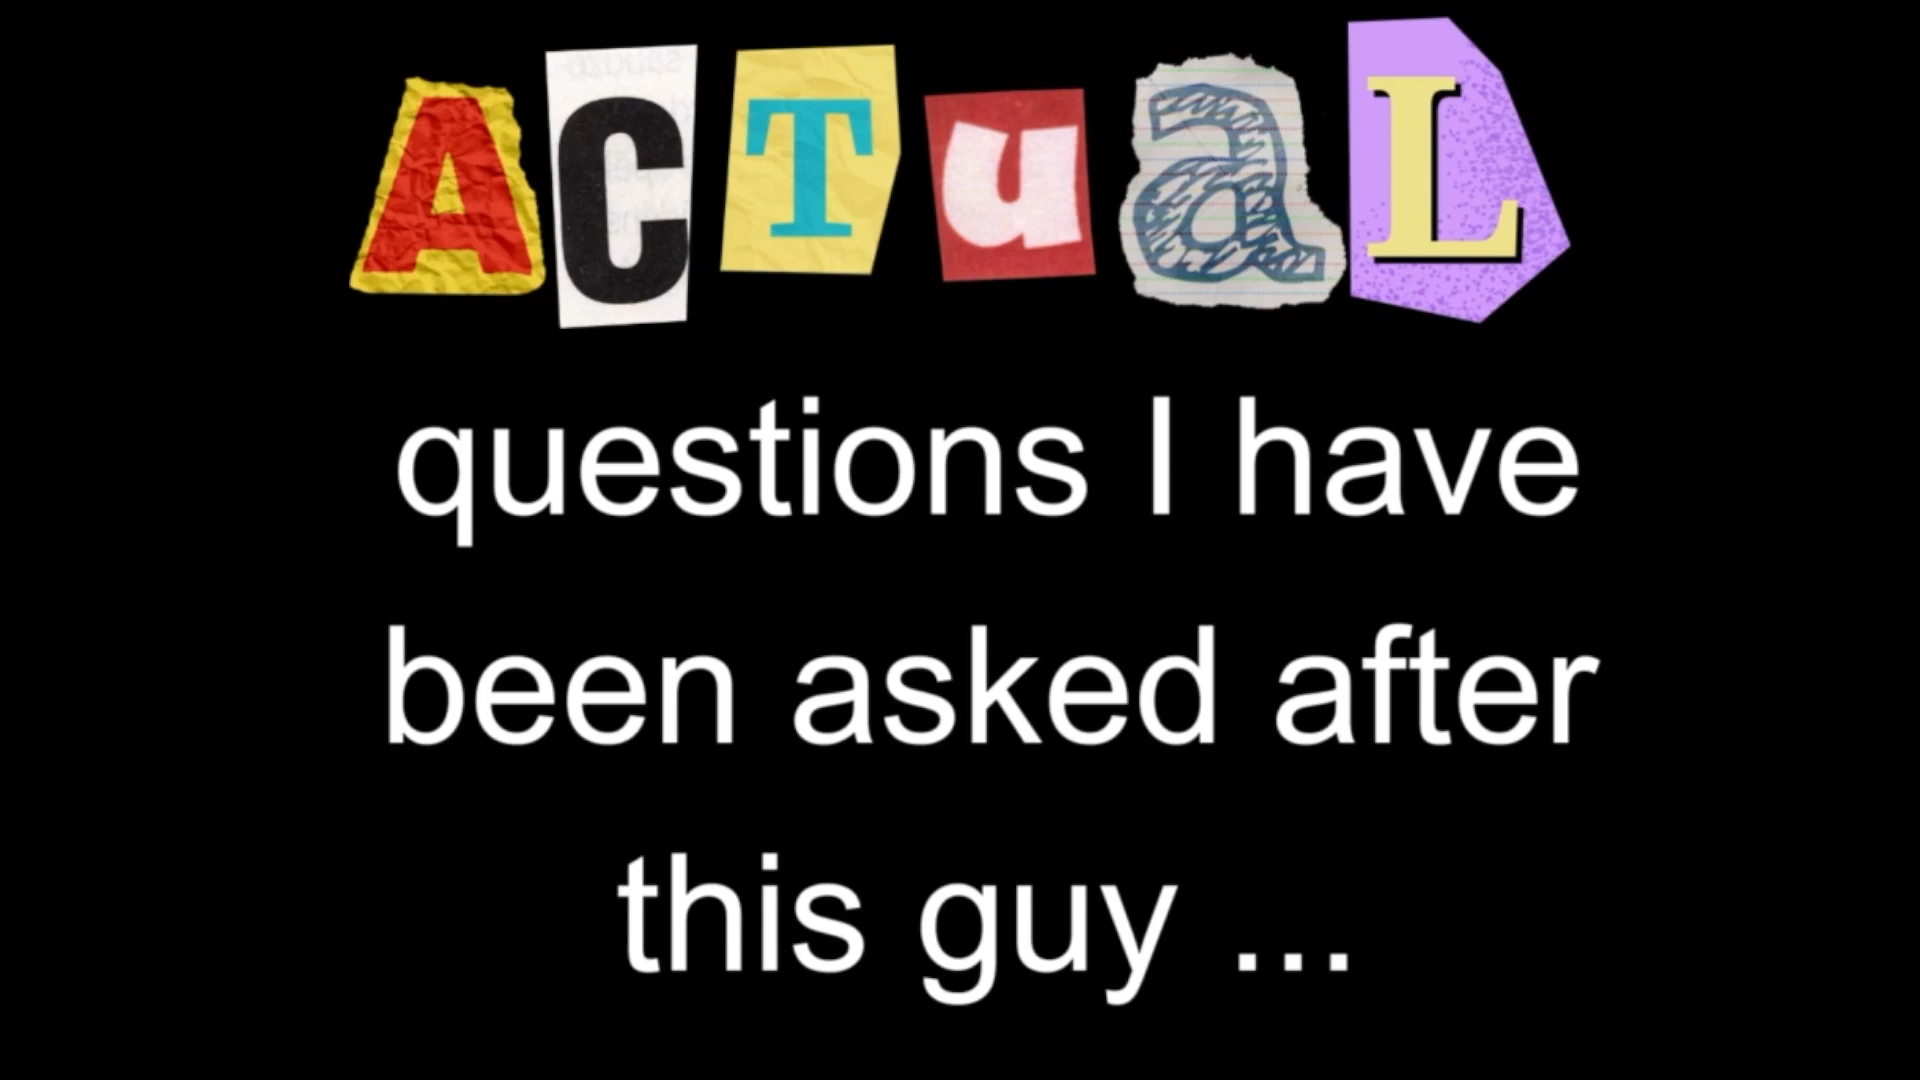 ACTuaL
questions I have
been asked after
this guy ...